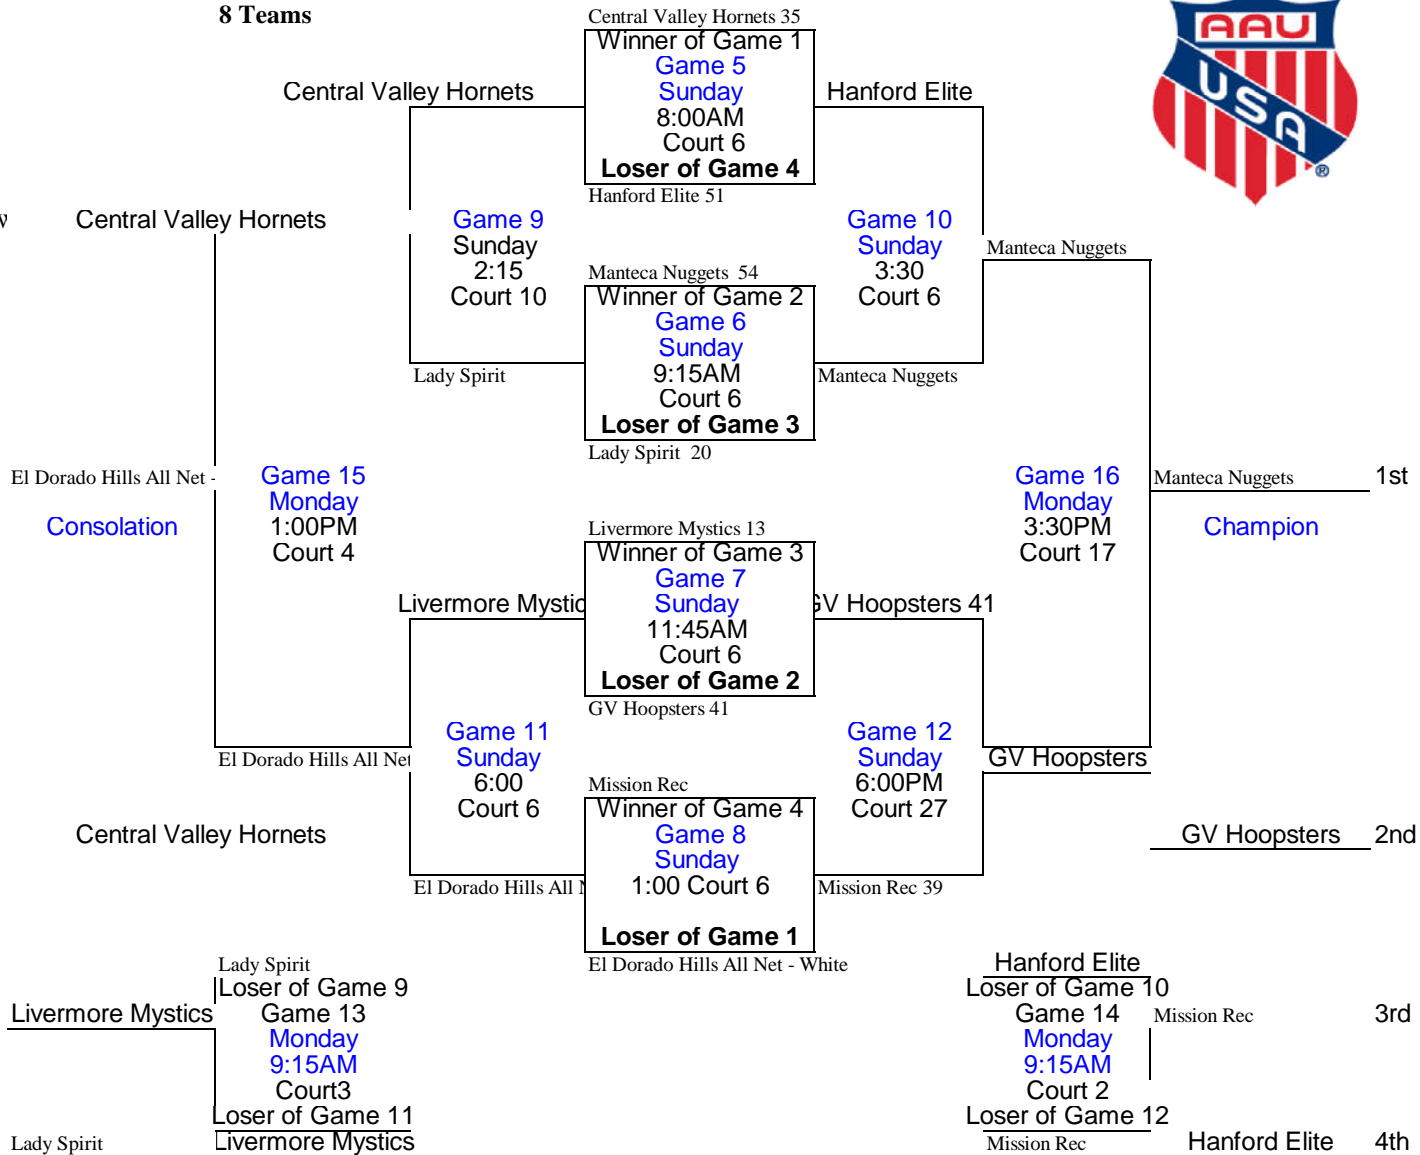 8 Teams
Central Valley Hornets 35
Winner of Game 1
Game 5
Sunday
8:00AM
Court 6
Loser of Game 4
Hanford Elite 51
Central Valley Hornets
Hanford Elite
AAU
USA
®
w
Central Valley Hornets
Game 9
Sunday
2:15
Court 10
Game 10
Sunday
3:30
Court 6
Manteca Nuggets
Manteca Nuggets 54
Winner of Game 2
Game 6
Sunday
9:15AM
Court 6
Loser of Game 3
Lady Spirit 20
Lady Spirit
Manteca Nuggets
El Dorado Hills All Net -
Consolation
Game 15
Monday
1:00PM
Court 4
Game 16
Monday
3:30PM
Court 17
Manteca Nuggets 1st
Champion
Livermore Mystics 13
Winner of Game 3
Game 7
Sunday
11:45AM
Court 6
Loser of Game 2
GV Hoopsters 41
Livermore Mystic
GV Hoopsters 41
Game 11
Sunday
6:00
Court 6
Game 12
Sunday
6:00PM
Court 27
El Dorado Hills All Net
GV Hoopsters
Mission Rec
Winner of Game 4
Game 8
Sunday
1:00 Court 6
Loser of Game 1
El Dorado Hills All Net - White
Central Valley Hornets
GV Hoopsters 2nd
El Dorado Hills All
Mission Rec 39
Lady Spirit
Loser of Game 9
Game 13
Monday
9:15AM
Court3
Loser of Game 11
Livermore Mystics
Livermore Mystics
Lady Spirit
Hanford Elite
Loser of Game 10
Game 14
Monday
9:15AM
Court 2
Loser of Game 12
Mission Rec
Mission Rec 3rd
Hanford Elite 4th